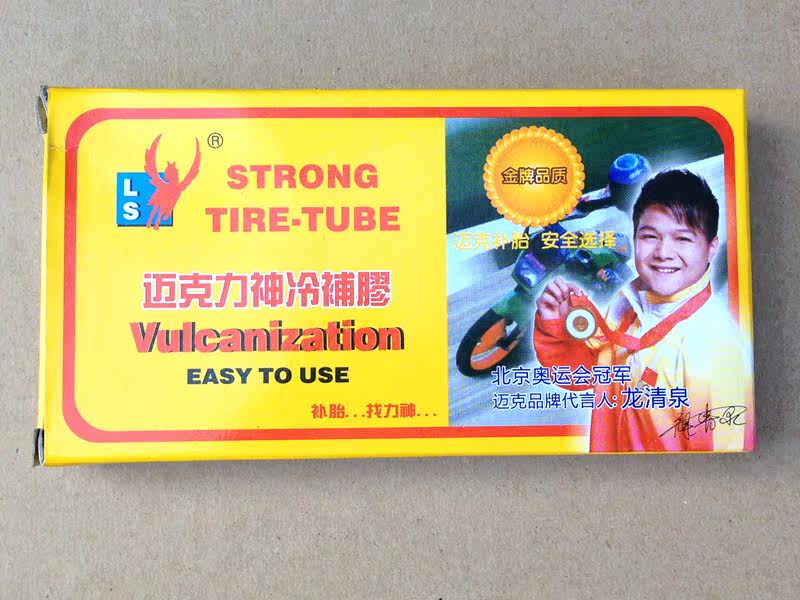 LS
®
STRONG
TIRE-TUBE
迈克力神冷補膠
Vulcanization
EASY TO USE
补胎...找力神...
金牌品质
迈克补胎 安全选择
北京奥运会冠军
迈克品牌代言人:龙清泉